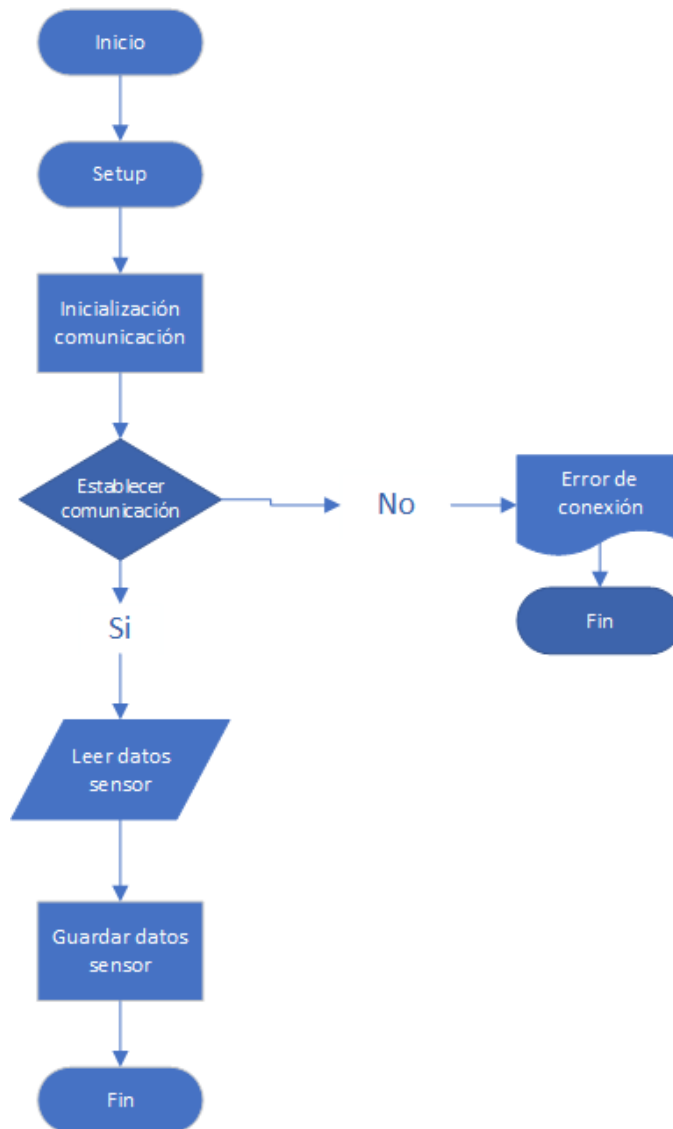 Inicio
Setup
Inicialización
comunicación
Establecer
comunicación
No
Error de
conexión
Fin
Si
Leer datos
sensor
Guardar datos
sensor
Fin